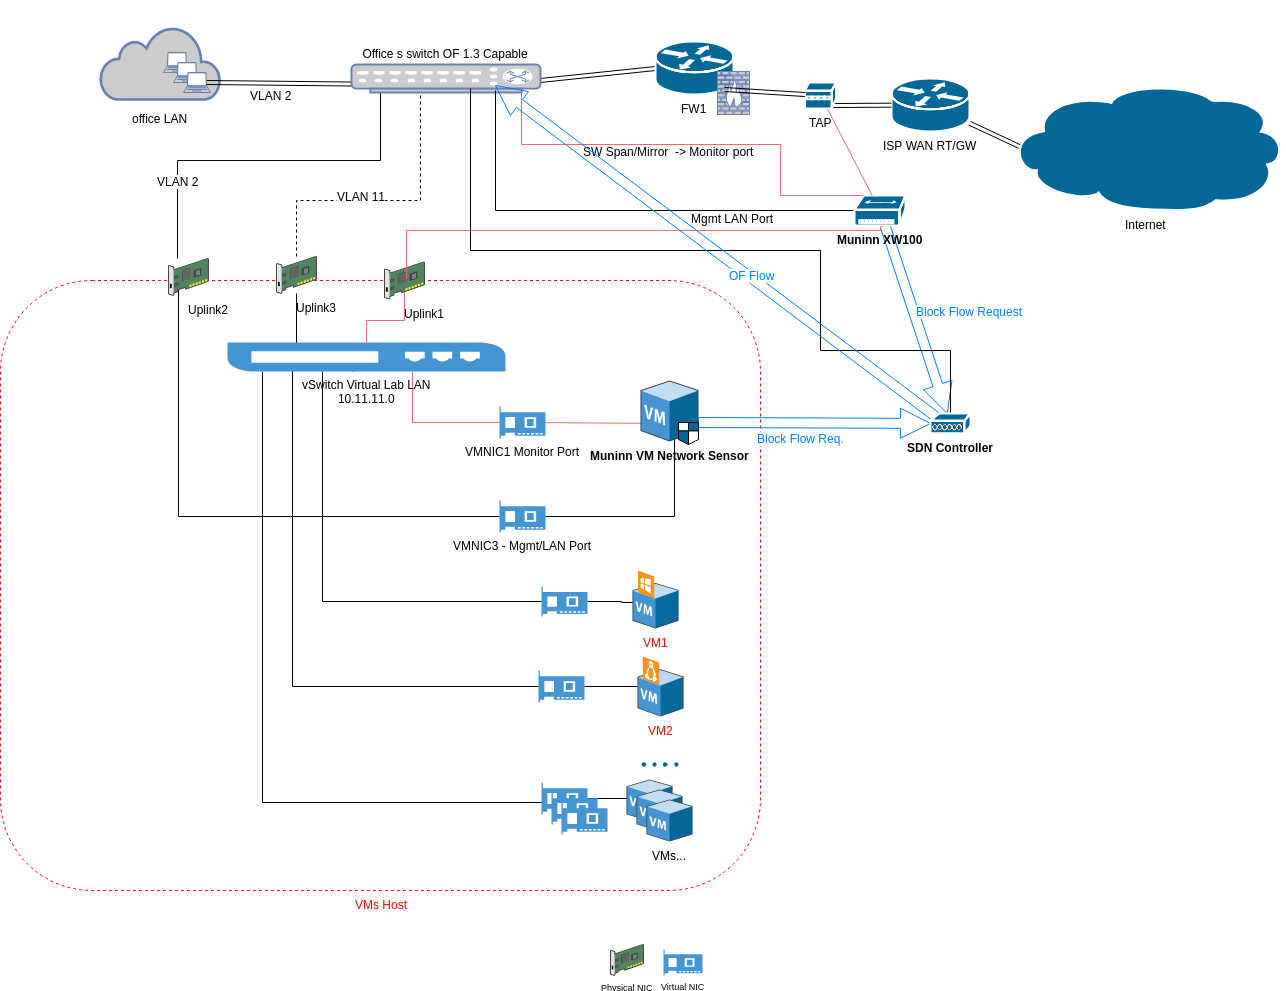 Office s switch OF 1.3 Capable
VLAN 2
office LAN
FW1
TAP
ISP WAN RT/GW
Internet
SW Span/Mirror -> Monitor port
VLAN 2
VLAN 11
Mgmt LAN Port
Muninn XW100
OF Flow
Block Flow Request
Uplink2
Uplink3
Uplink1
vSwitch Virtual Lab LAN
10.11.11.0
VM
VMNIC1 Monitor Port
Muninn VM Network Sensor
Block Flow Req.
SDN Controller
VMNIC3 - Mgmt/LAN Port
VM
VM1
VM
VM2
VM
VM
VM
VMs...
VMs Host
Physical NIC
Virtual NIC